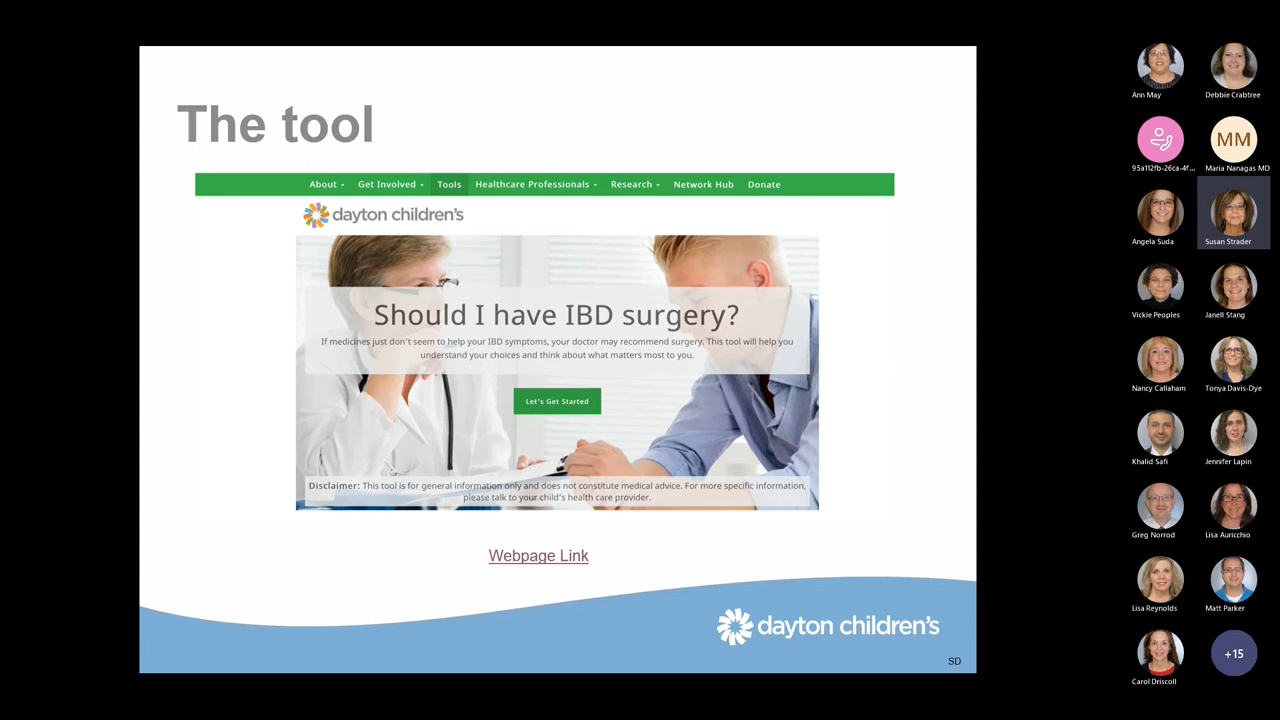 The tool
About Get Involved Tools Healthcare Professionals Research Network Hub Donate
dayton children's
Should I have IBD surgery?
If medicines just don't seem to help your IBD symptoms, your doctor may recommend surgery. This tool will help you
understand your choices and think about what matters most to you.
Let's Get Started
Disclaimer: This tool is for general information only and does not constitute medical advice. For more specific information,
please talk to your child's health care provider.
Webpage Link
dayton children's
SD
Ann May
Debbie Crabtree
95a112fb-26ca-4f...
MM
Maria Nanagas MD
Angela Suda
Susan Strader
Vickie Peoples
Janell Stang
Nancy Callaham
Tonya Davis-Dye
Khalid Safi
Jennifer Lapin
Greg Norrod
Lisa Auricchio
Lisa Reynolds
Matt Parker
Carol Driscoll
+15